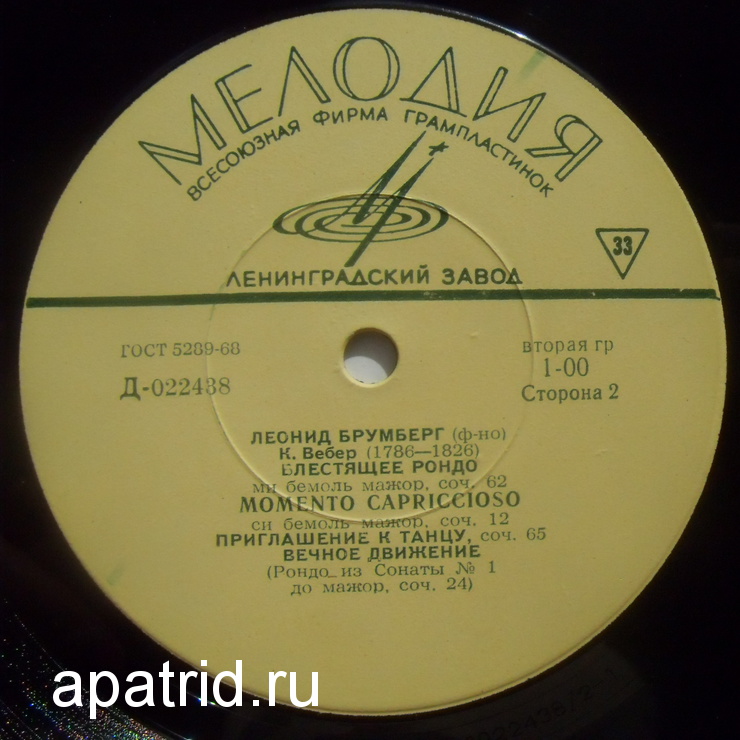 МЕЛОДИЯ
ВСЕСОЮЗНАЯ ФИРМА ГРАМПЛАСТИНОК
33
ЛЕНИНГРАДСКИЙ ЗАВОД
ГОСТ 5289-68
Д-022438
вторая гр
1-00
Сторона 2
ЛЕОНИД БРУМБЕРГ (ф-но)
К. Вебер (1786—1826)
БЛЕСТЯЩЕЕ РОНДО
ми бемоль мажор, соч. 62
MOMENTO CAPRICCIOSO
си бемоль мажор, соч. 12
ПРИГЛАШЕНИЕ К ТАНЦУ, соч. 65
ВЕЧНОЕ ДВИЖЕНИЕ
(Рондо из Сонаты № 1
до мажор, соч. 24)
apatrid.ru